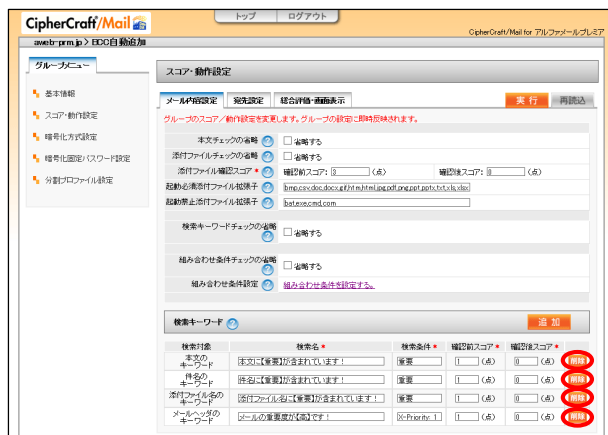 トップ ログアウト
CipherCraft/Mail
CipherCraft/Mail for アルファメールプレミア
aweb-prm.jp > BCC自動追加
グループメニュー
基本情報
スコア・動作設定
暗号化方式設定
暗号化固定パスワード設定
分割プロファイル設定
スコア・動作設定
メール内容設定 宛先設定 総合評価・画面表示 実行 再読込
グループのスコア／動作設定を変更します。グループの設定に即時反映されます。
本文チェックの省略 ? 省略する
添付ファイルチェックの省略 ? 省略する
添付ファイル確認スコア * ? 確認前スコア: 3 (点) 確認後スコア: 0 (点)
起動必須添付ファイル拡張子 ? bmp,csv,doc,docx,gif,htm,html,jpg,pdf,png,ppt,pptx,txt,xls,xlsx
起動禁止添付ファイル拡張子 ? bat,exe,cmd,com
検索キーワードチェックの省略 ? 省略する
組み合わせ条件チェックの省略 ? 省略する
組み合わせ条件設定 ? 組み合わせ条件を設定する。
検索キーワード ? 追加
検索対象 検索名 * 検索条件 * 確認前スコア * 確認後スコア *
本文のキーワード 本文に【重要】が含まれています！ 重要 1 (点) 0 (点) 削除
件名のキーワード 件名に【重要】が含まれています！ 重要 1 (点) 0 (点) 削除
添付ファイル名のキーワード 添付ファイル名に【重要】が含まれています！ 重要 1 (点) 0 (点) 削除
メールヘッダのキーワード メールの重要度が【高】です！ X-Priority: 1 1 (点) 0 (点) 削除